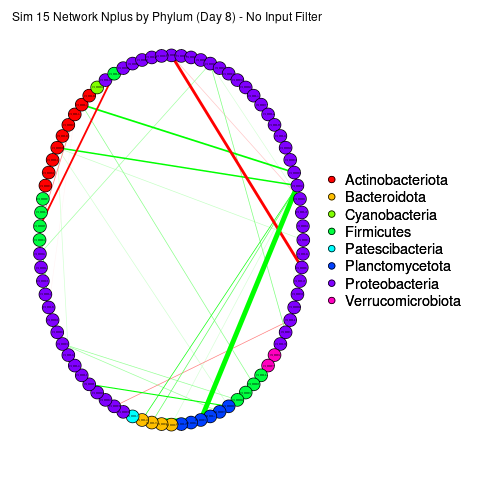 Sim 15 Network Nplus by Phylum (Day 8) - No Input Filter
Actinobacteriota
Bacteroidota
Cyanobacteria
Firmicutes
Patescibacteria
Planctomycetota
Proteobacteria
Verrucomicrobiota